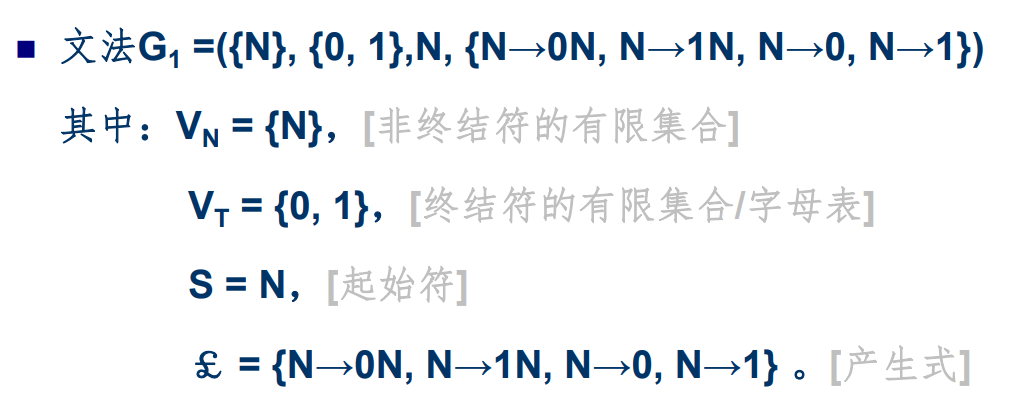 ■ 文法G₁ =({N}, {0, 1},N, {N→0N, N→1N, N→0, N→1})
其中：V_N = {N}，[非终结符的有限集合]
V_T = {0, 1}，[终结符的有限集合/字母表]
S = N，[起始符]
£ = {N→0N, N→1N, N→0, N→1} 。[产生式]